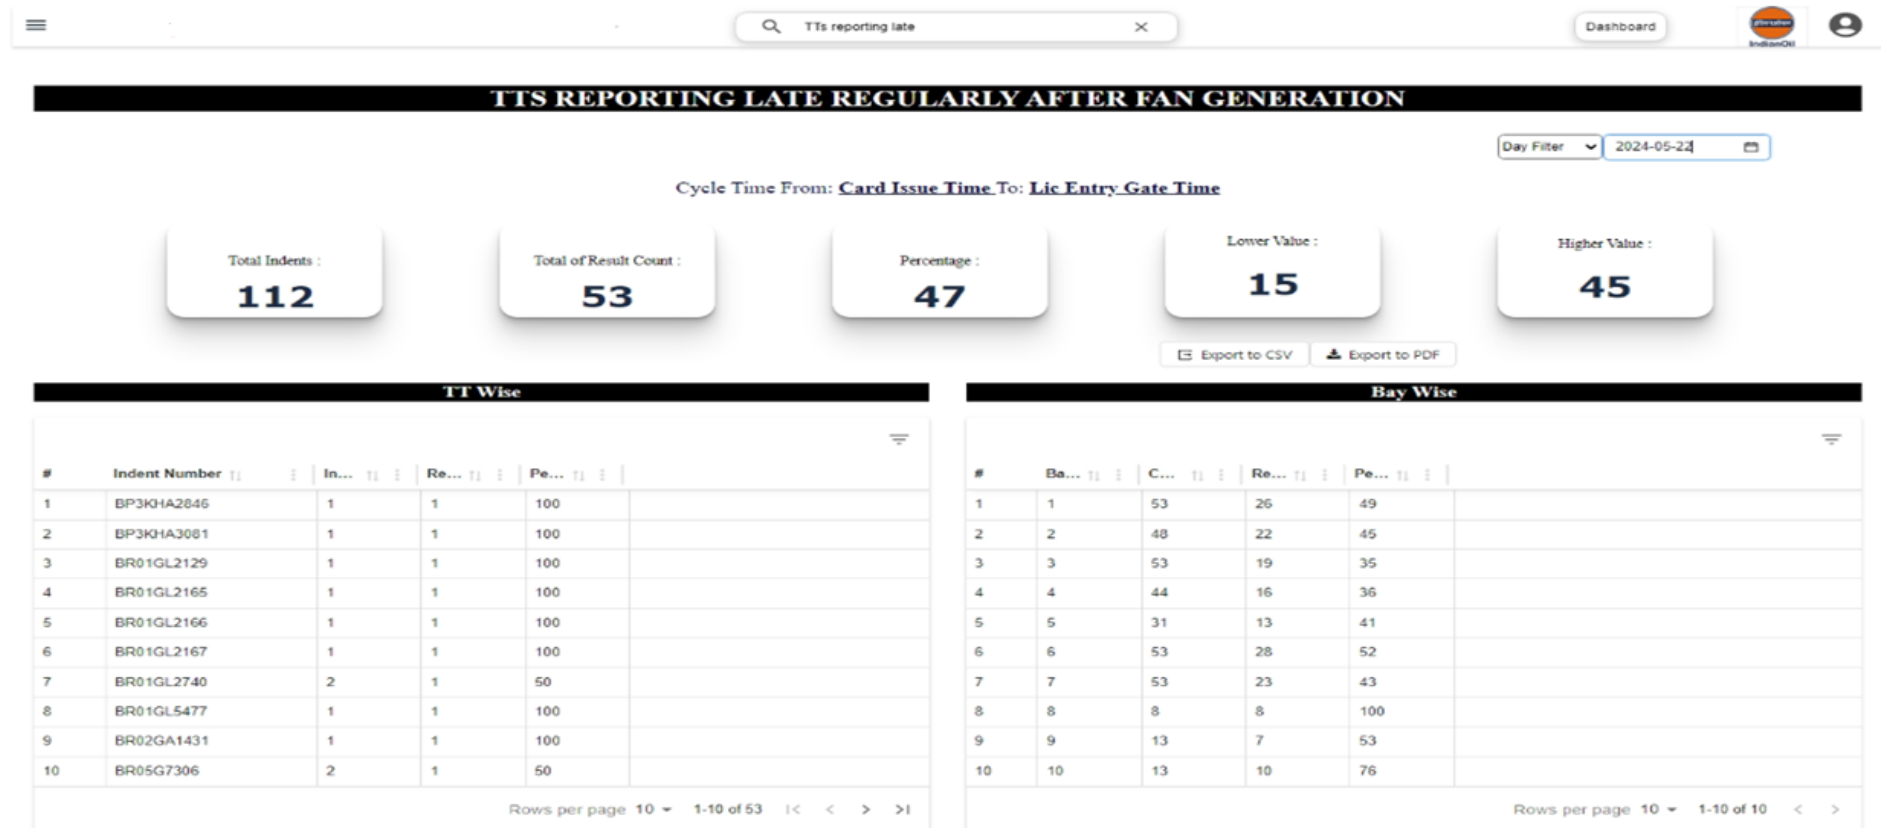 TTs reporting late
Dashboard
IndianOil
TTS REPORTING LATE REGULARLY AFTER FAN GENERATION
Day Filter 2024-05-22
Cycle Time From: Card Issue Time To: Lic Entry Gate Time
Total Indents :
112
Total of Result Count :
53
Percentage :
47
Lower Value :
15
Higher Value :
45
Export to CSV Export to PDF
TT Wise
# Indent Number In... Re... Pe...
1 BP3KHA2846 1 1 100
2 BP3KHA3081 1 1 100
3 BR01GL2129 1 1 100
4 BR01GL2165 1 1 100
5 BR01GL2166 1 1 100
6 BR01GL2167 1 1 100
7 BR01GL2740 2 1 50
8 BR01GL5477 1 1 100
9 BR02GA1431 1 1 100
10 BR05G7306 2 1 50
Rows per page 10 1-10 of 53
Bay Wise
# Ba... C... Re... Pe...
1 1 53 26 49
2 2 48 22 45
3 3 53 19 35
4 4 44 16 36
5 5 31 13 41
6 6 53 28 52
7 7 53 23 43
8 8 8 8 100
9 9 13 7 53
10 10 13 10 76
Rows per page 10 1-10 of 10